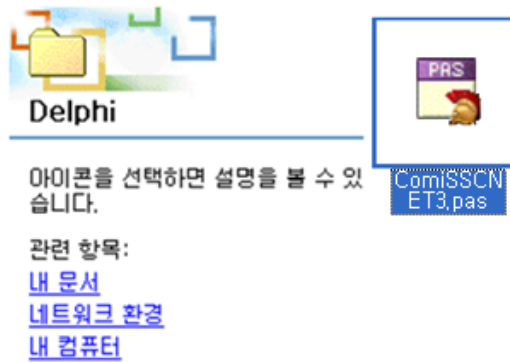 Delphi
아이콘을 선택하면 설명을 볼 수 있
습니다.
관련 항목:
내 문서
네트워크 환경
내 컴퓨터
PAS
ComiSSCN
ET3.pas